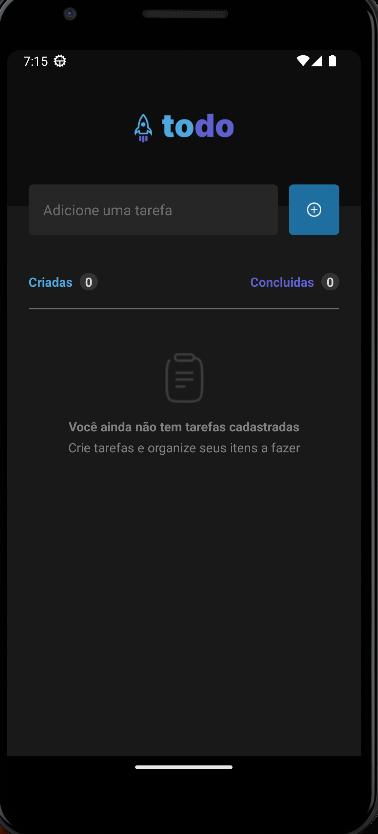 7:15
todo
Adicione uma tarefa
Criadas 0
Concluidas 0
Você ainda não tem tarefas cadastradas
Crie tarefas e organize seus itens a fazer